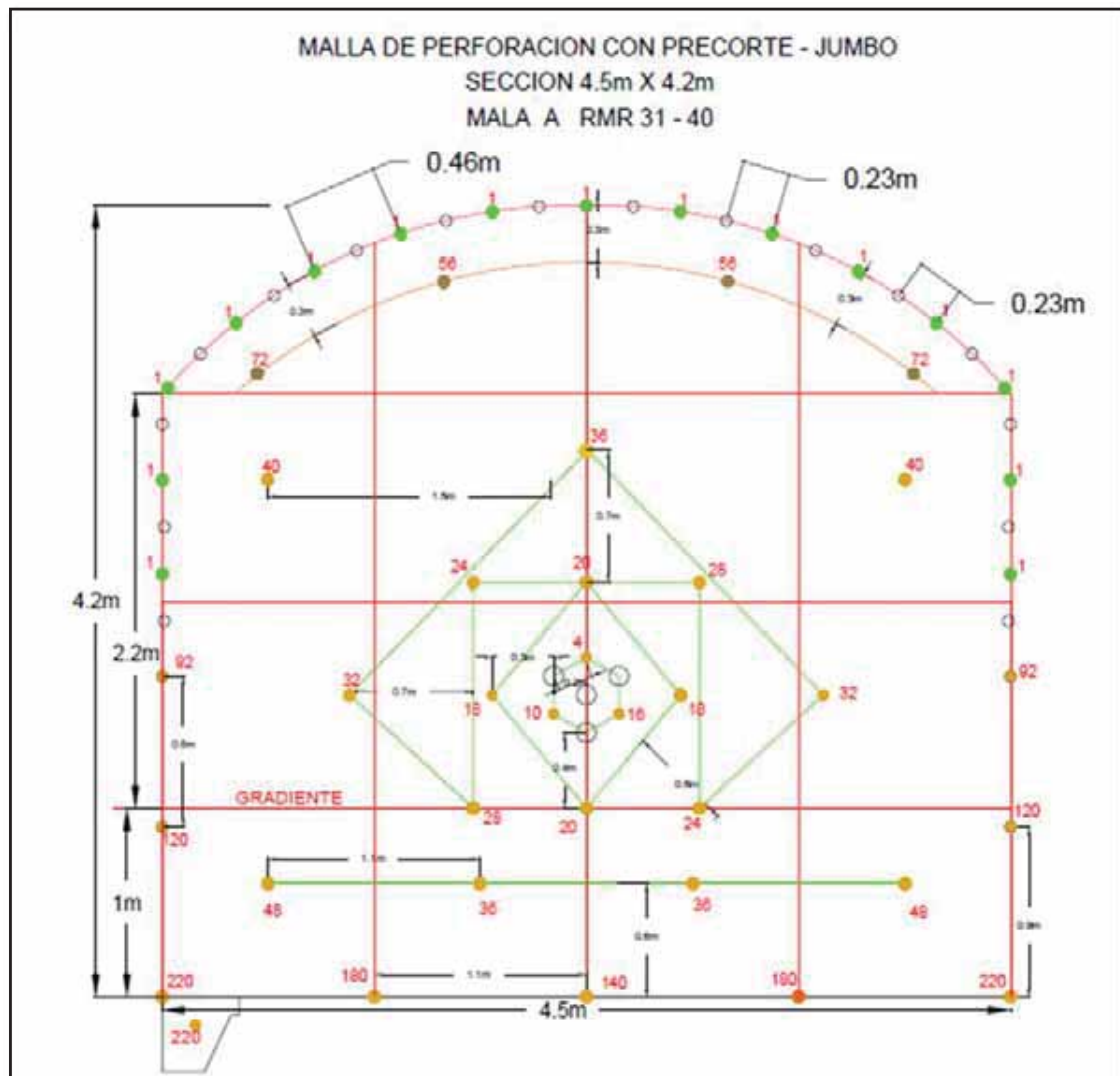 MALLA DE PERFORACION CON PRECORTE - JUMBO
SECCION 4.5m X 4.2m
MALA A RMR 31 - 40
0.46m
0.23m
1 1 1
1 1
56 56
1 1
0.23m
1 1
72 72
1 1
36
40 40
1.5m
0.7m
1 1
24 20 28
1 1
4.2m
2.2m
4
92 92
32 32
0.7m
18 18
10 16
GRADIENTE
28 20 24
120 120
1.1m
1m
48 36 36 48
220 180 1.1m 140 180 220
4.5m
220